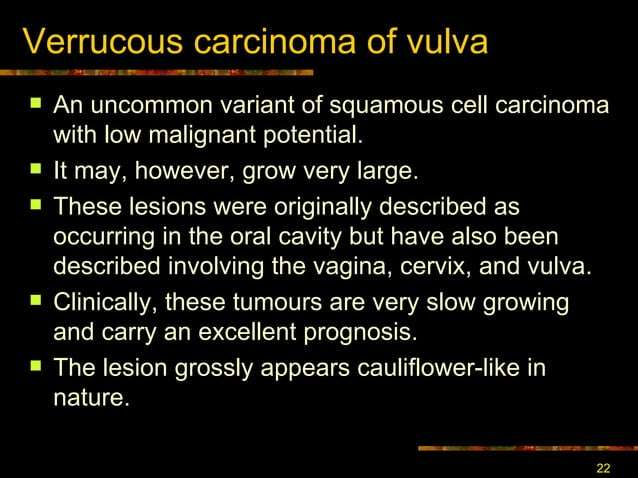 Verrucous carcinoma of vulva
An uncommon variant of squamous cell carcinoma
with low malignant potential.
It may, however, grow very large.
These lesions were originally described as
occurring in the oral cavity but have also been
described involving the vagina, cervix, and vulva.
Clinically, these tumours are very slow growing
and carry an excellent prognosis.
The lesion grossly appears cauliflower-like in
nature.
22